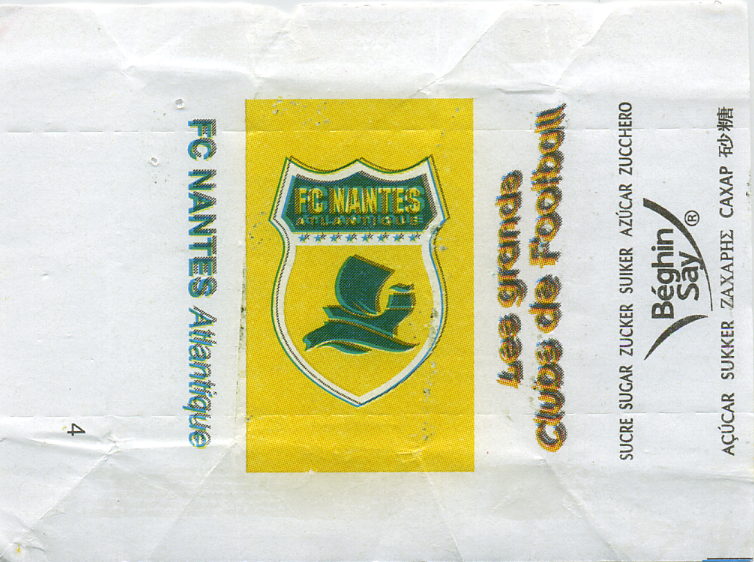 FC NANTES Atlantique
4
FC NANTES
ATLANTIQUE
Les grands
Clubs de Football
SUCRE SUGAR ZUCKER SUIKER AZÚCAR ZUCCHERO
Béghin
Say®
AÇÚCAR SUKKER ΖΑΧΑΡΗΣ CAXAP 砂糖